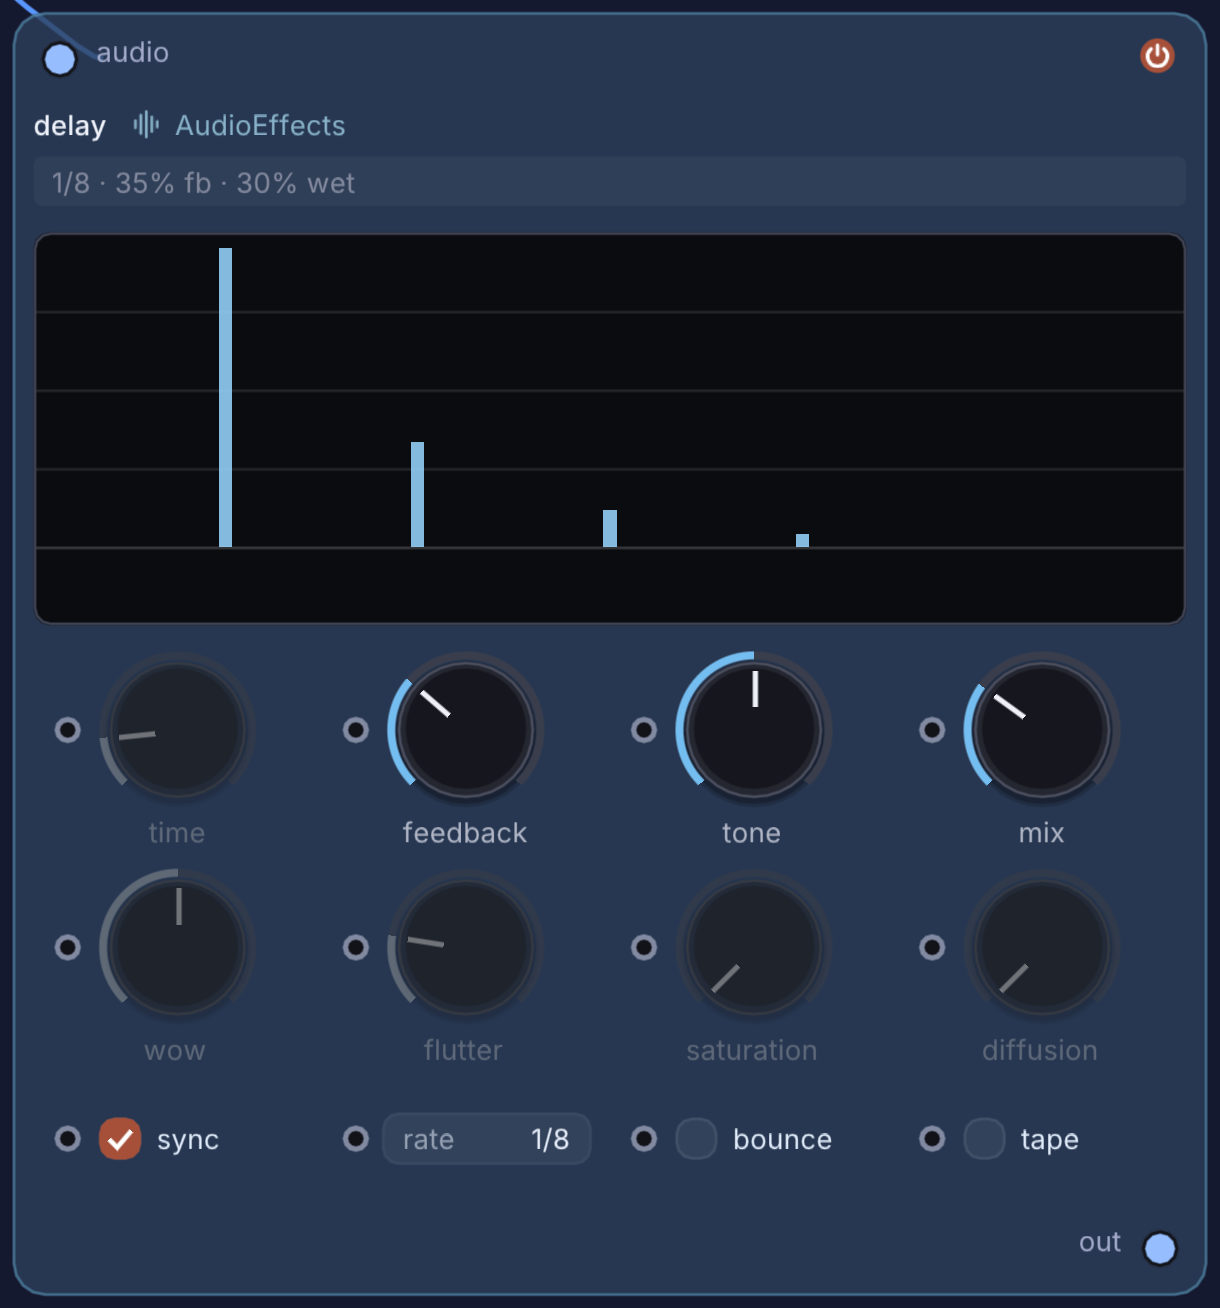 audio
delay AudioEffects
1/8 · 35% fb · 30% wet
time feedback tone mix
wow flutter saturation diffusion
sync rate 1/8 bounce tape
out